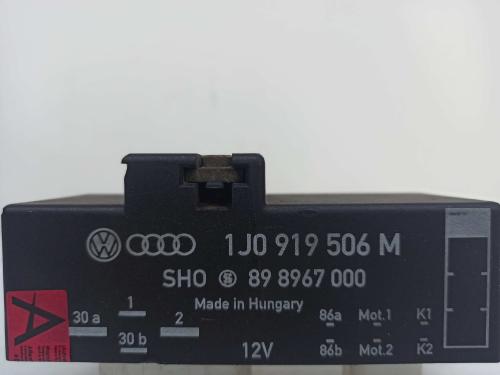 1J0 919 506 M
SHO S 89 8967 000
Made in Hungary
A
30 a 1 2 86a Mot.1 K1
30 b 12V 86b Mot.2 K2